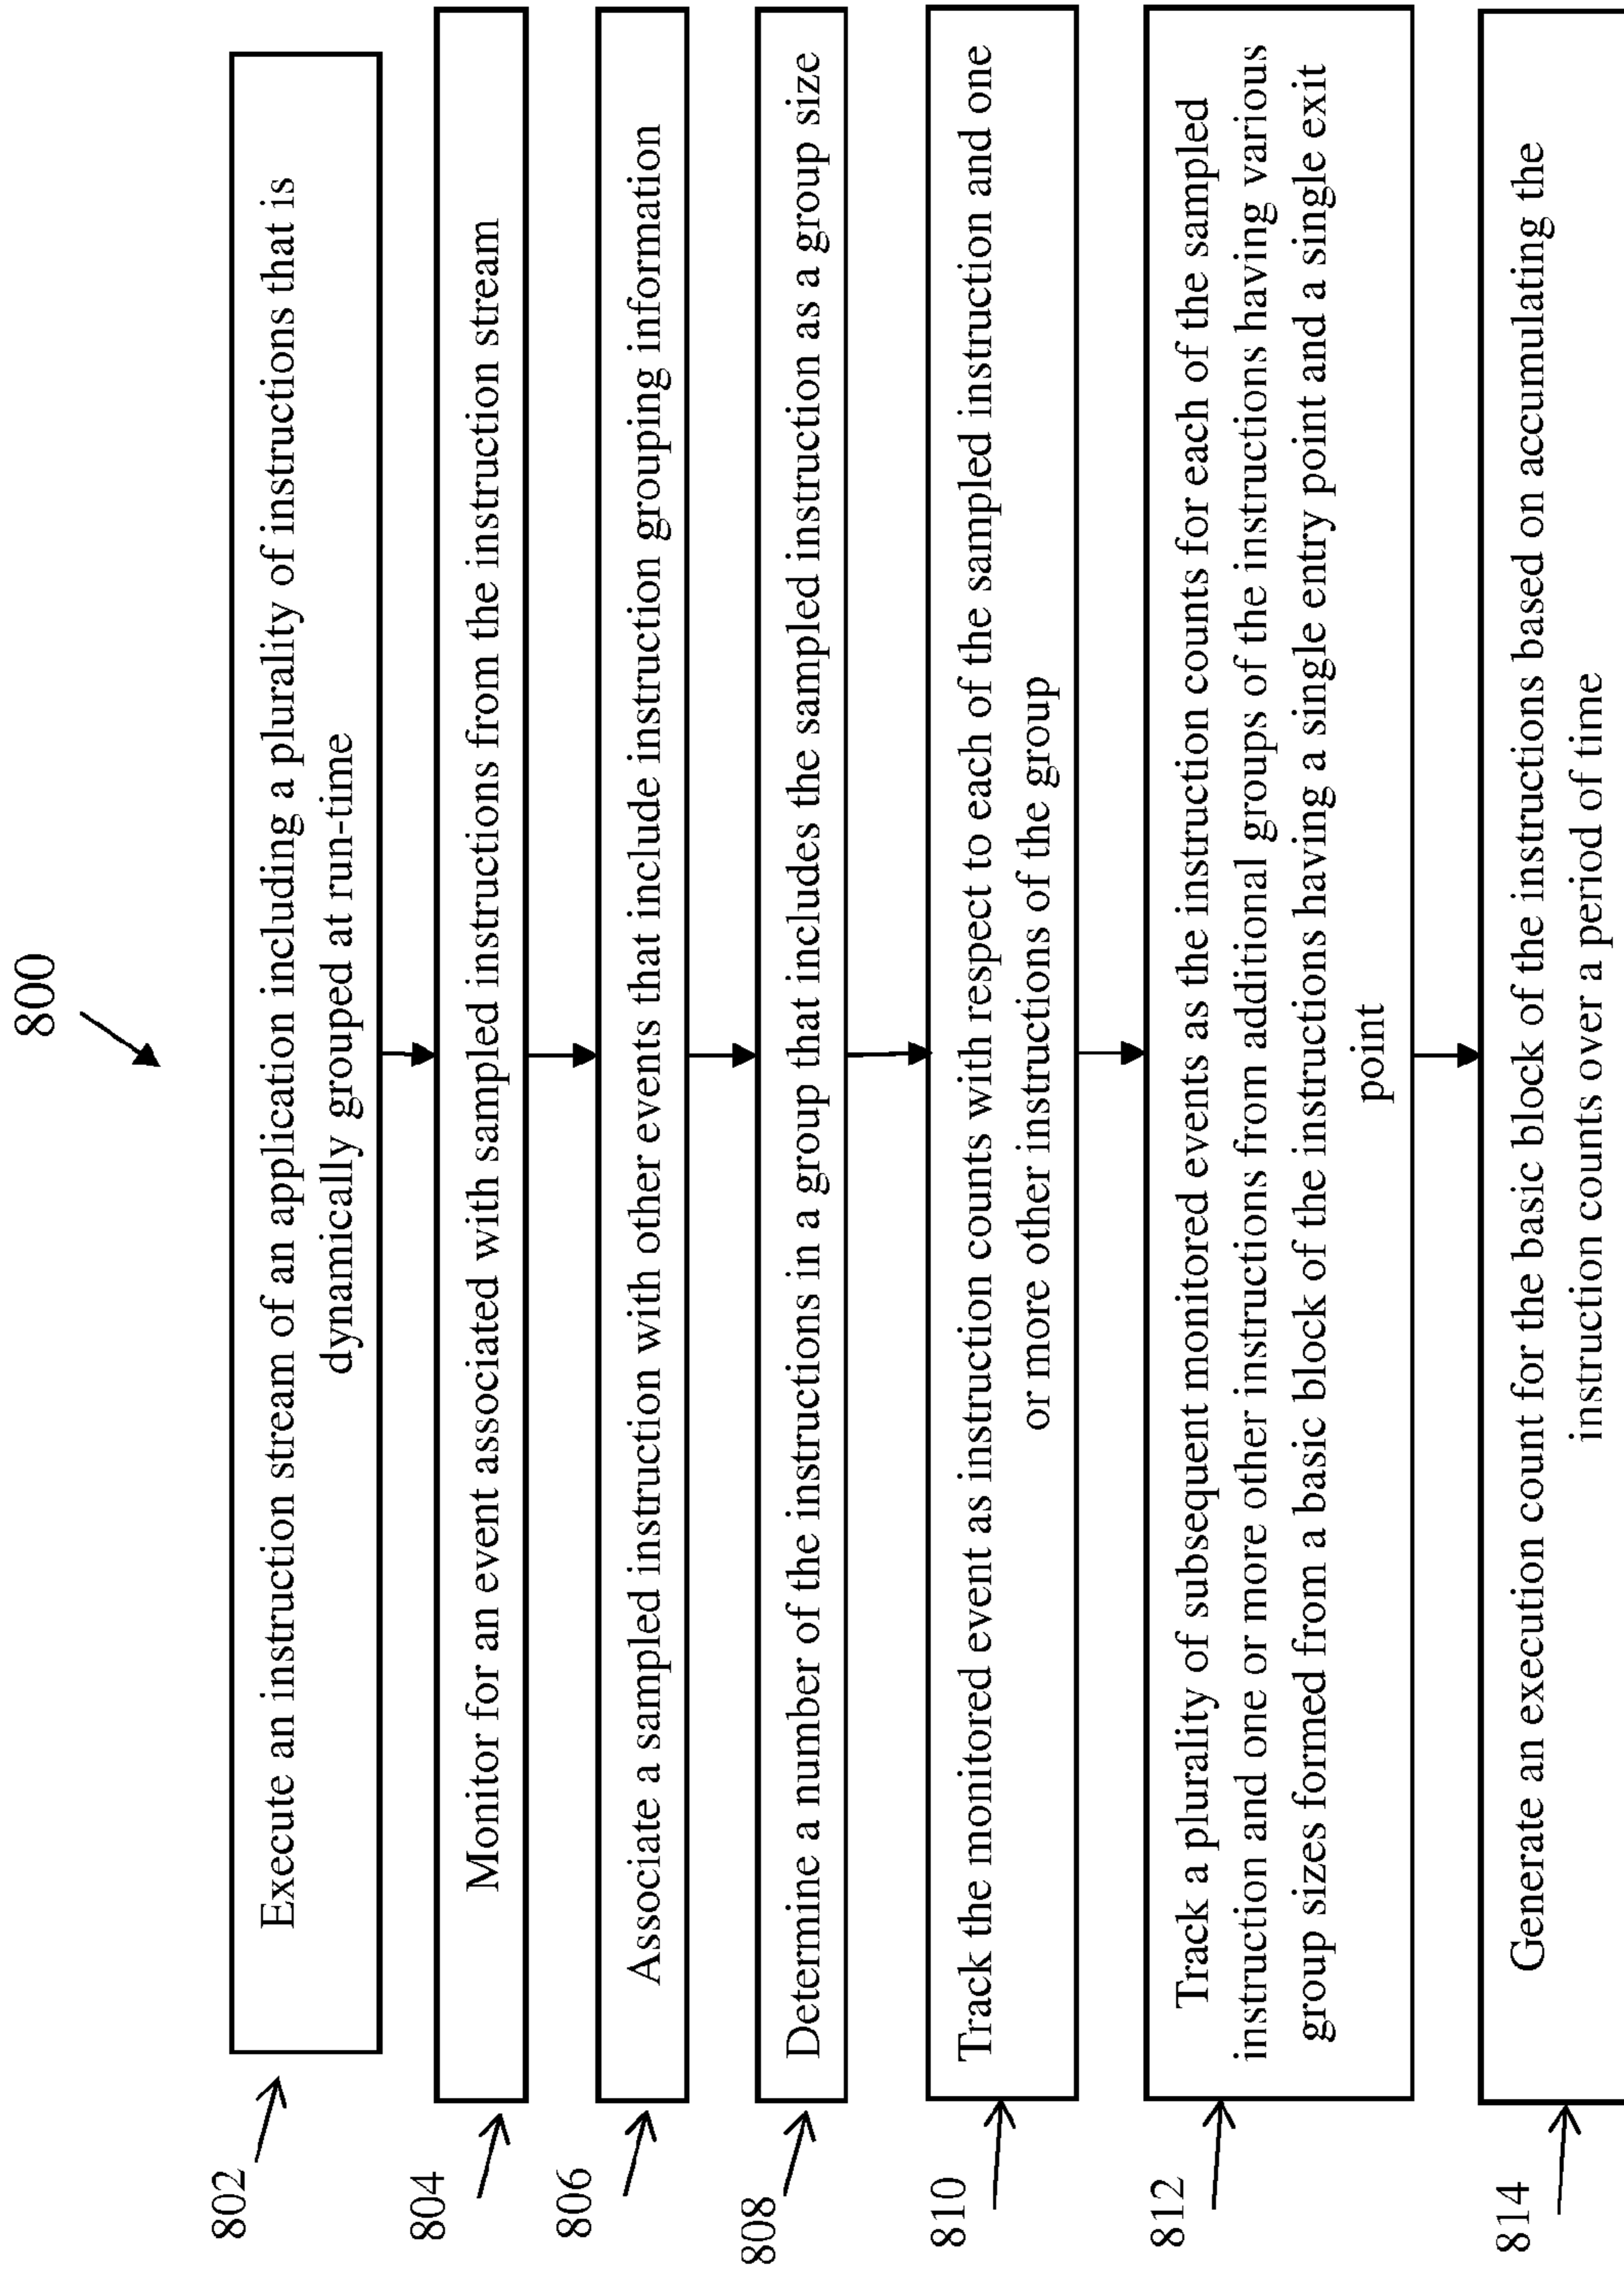 800
802
Execute an instruction stream of an application including a plurality of instructions that is
dynamically grouped at run-time
804
Monitor for an event associated with sampled instructions from the instruction stream
806
Associate a sampled instruction with other events that include instruction grouping information
808
Determine a number of the instructions in a group that includes the sampled instruction as a group size
810
Track the monitored event as instruction counts with respect to each of the sampled instruction and one
or more other instructions of the group
812
Track a plurality of subsequent monitored events as the instruction counts for each of the sampled
instruction and one or more other instructions from additional groups of the instructions having various
group sizes formed from a basic block of the instructions having a single entry point and a single exit
point
814
Generate an execution count for the basic block of the instructions based on accumulating the
instruction counts over a period of time